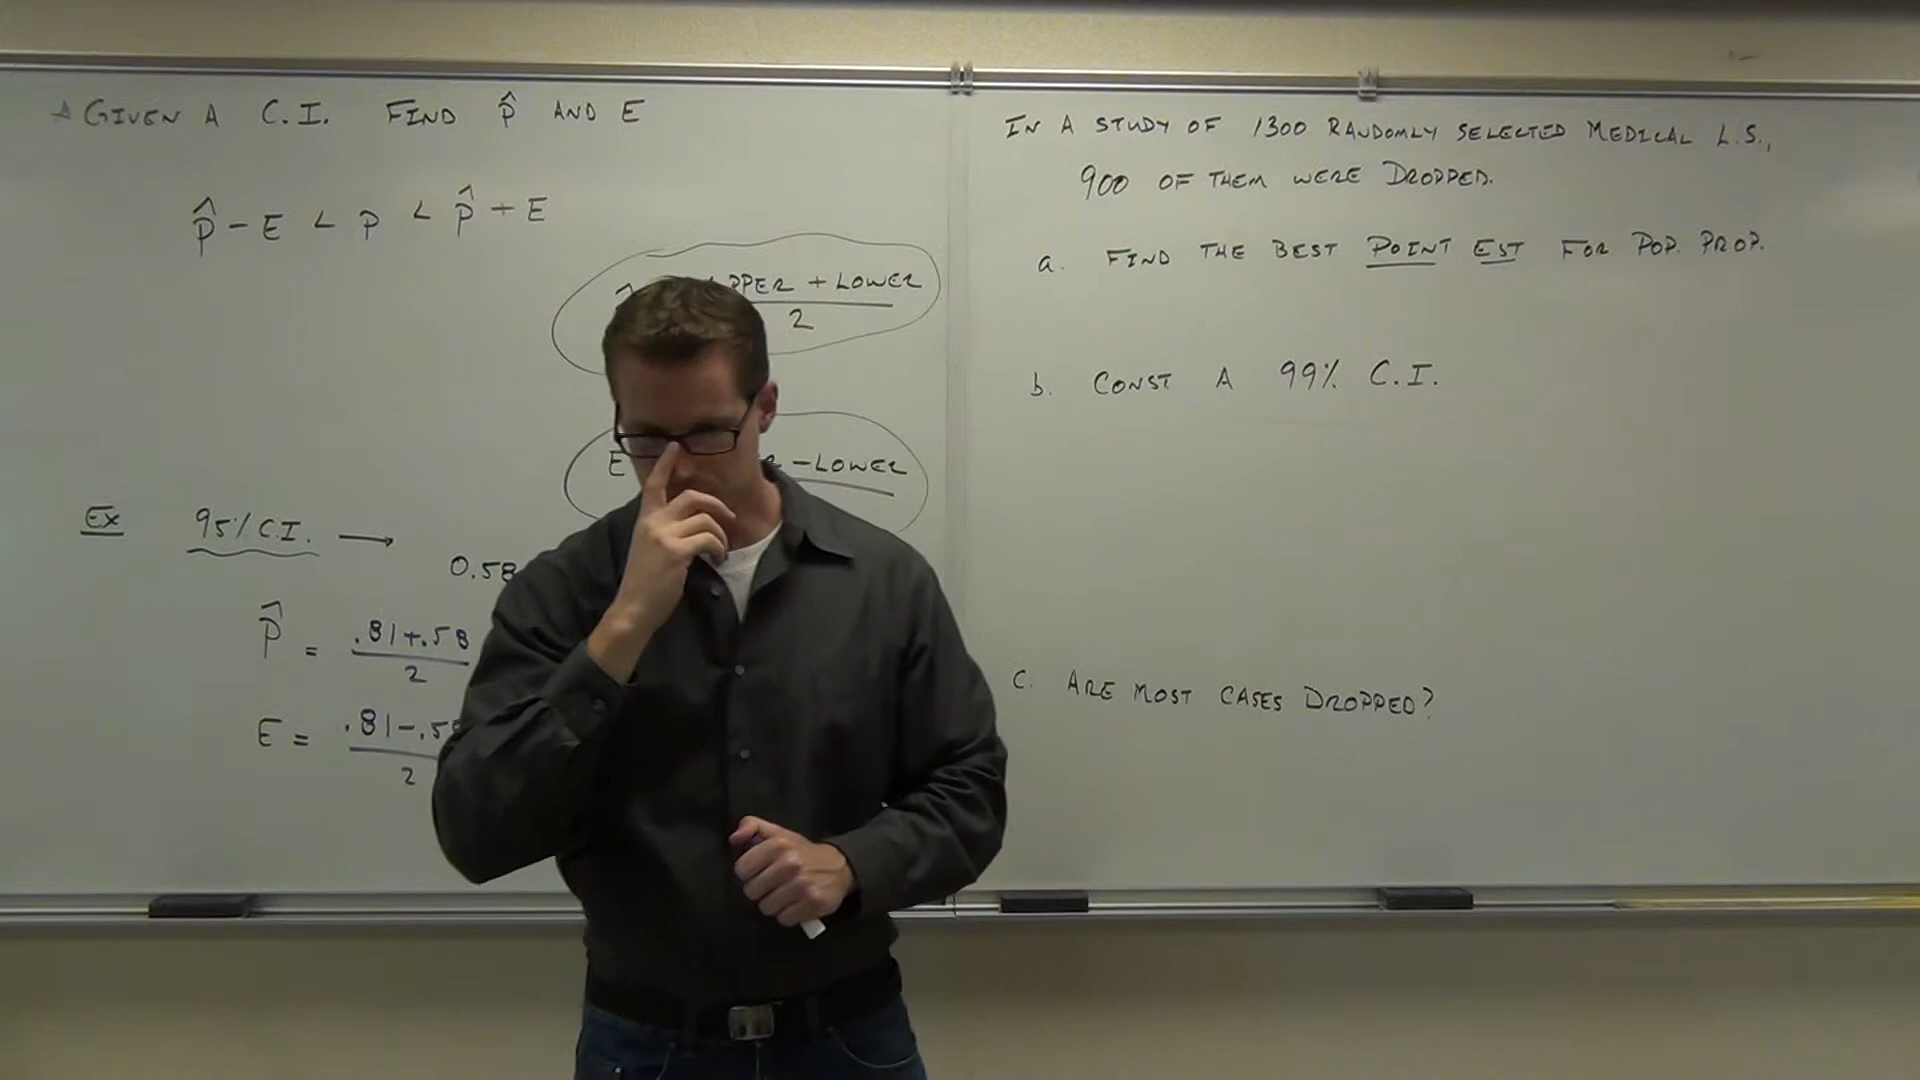 GIVEN A C.I. FIND p̂ AND E
p̂ - E < p < p̂ + E
+ LOWER
2
E - LOWER
EX 95% C.I. →
0.58
p̂ = .81+.58
2
E = .81-.58
2
IN A STUDY OF 1300 RANDOMLY SELECTED MEDICAL L.S.,
900 OF THEM WERE DROPPED.
a. FIND THE BEST POINT EST FOR POP. PROP.
b. CONST A 99% C.I.
C. ARE MOST CASES DROPPED?